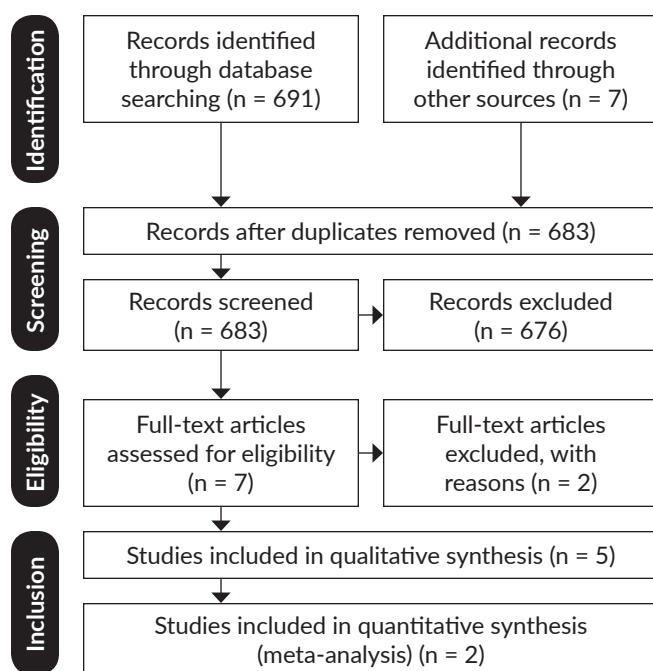 Identification
Records identified
through database
searching (n = 691)
Additional records
identified through
other sources (n = 7)
Screening
Records after duplicates removed (n = 683)
Records screened
(n = 683)
Records excluded
(n = 676)
Eligibility
Full-text articles
assessed for eligibility
(n = 7)
Full-text articles
excluded, with
reasons (n = 2)
Inclusion
Studies included in qualitative synthesis (n = 5)
Studies included in quantitative synthesis
(meta-analysis) (n = 2)